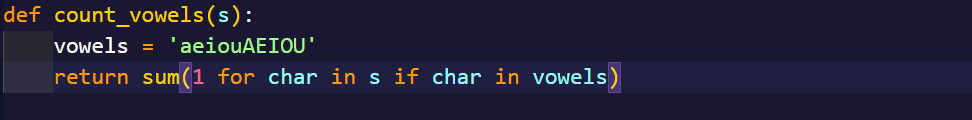 def count_vowels(s):
    vowels = 'aeiouAEIOU'
    return sum(1 for char in s if char in vowels)